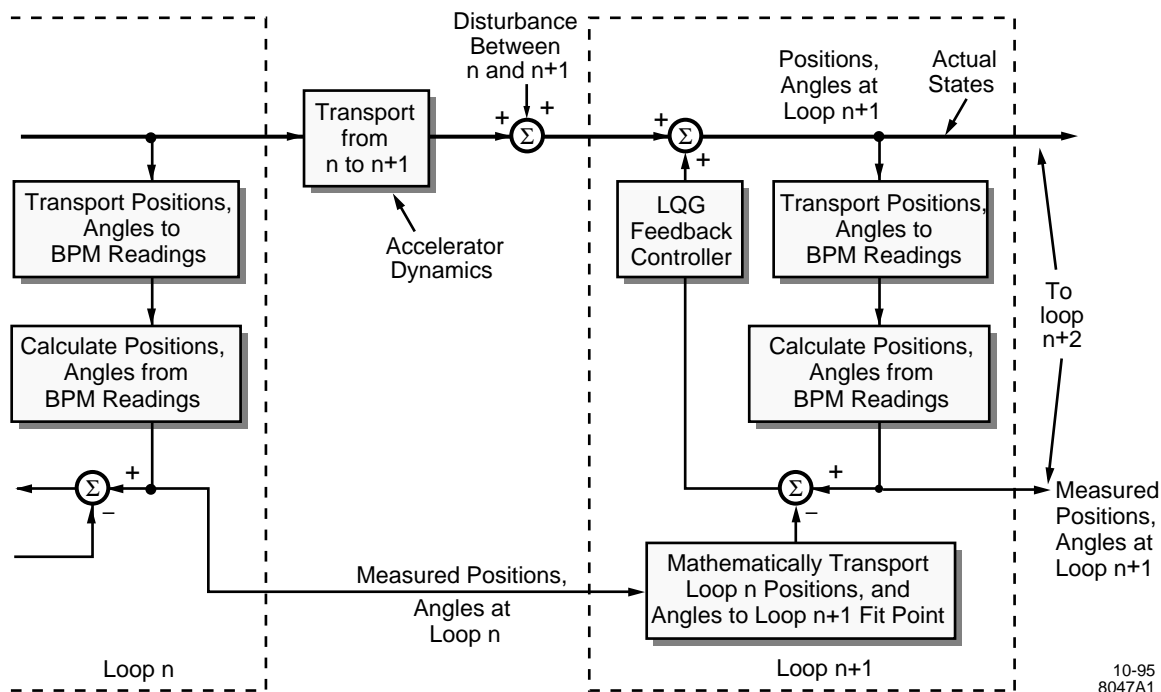 Disturbance
Between
n and n+1
Positions,
Angles at
Loop n+1
Actual
States
Transport
from
n to n+1
+
+
Σ
+
Σ
+
Transport Positions,
Angles to
BPM Readings
Accelerator
Dynamics
LQG
Feedback
Controller
Transport Positions,
Angles to
BPM Readings
To
loop
n+2
Calculate Positions,
Angles from
BPM Readings
Calculate Positions,
Angles from
BPM Readings
Σ
+
–
Σ
+
–
Measured
Positions,
Angles at
Loop n+1
Measured Positions,
Angles at
Loop n
Mathematically Transport
Loop n Positions, and
Angles to Loop n+1 Fit Point
Loop n
Loop n+1
10-95
8047A1